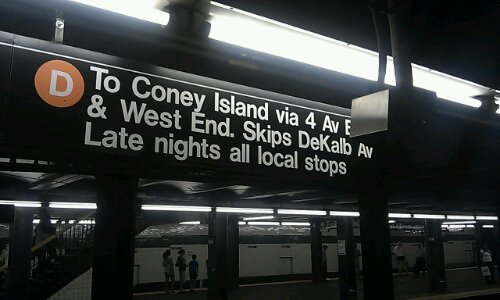 D To Coney Island via 4 Av
& West End. Skips DeKalb Av
Late nights all local stops